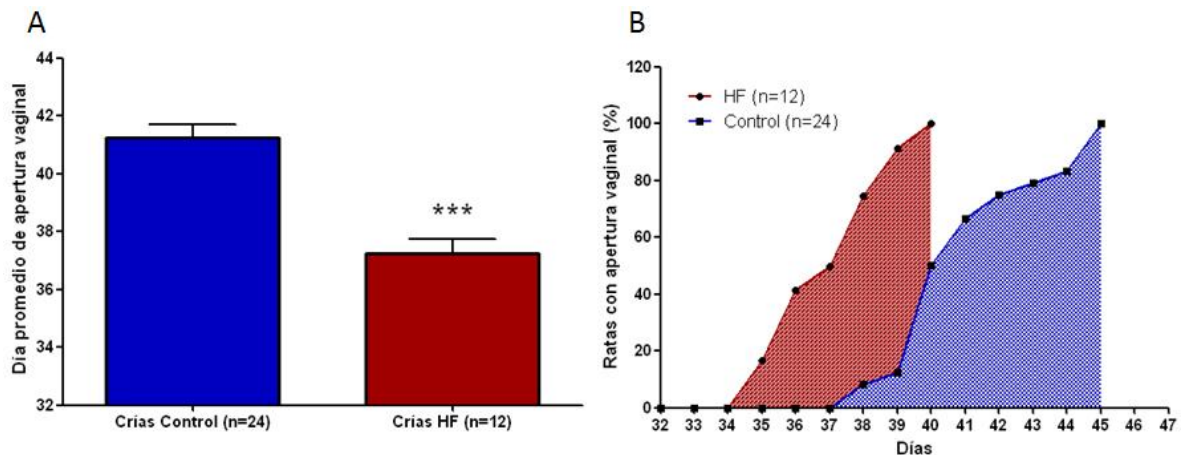 A
Día promedio de apertura vaginal
44
42
40
38
36
34
32
***
Crías Control (n=24)
Crías HF (n=12)
B
Ratas con apertura vaginal (%)
120
100
80
60
40
20
0
HF (n=12)
Control (n=24)
32 33 34 35 36 37 38 39 40 41 42 43 44 45 46 47
Días